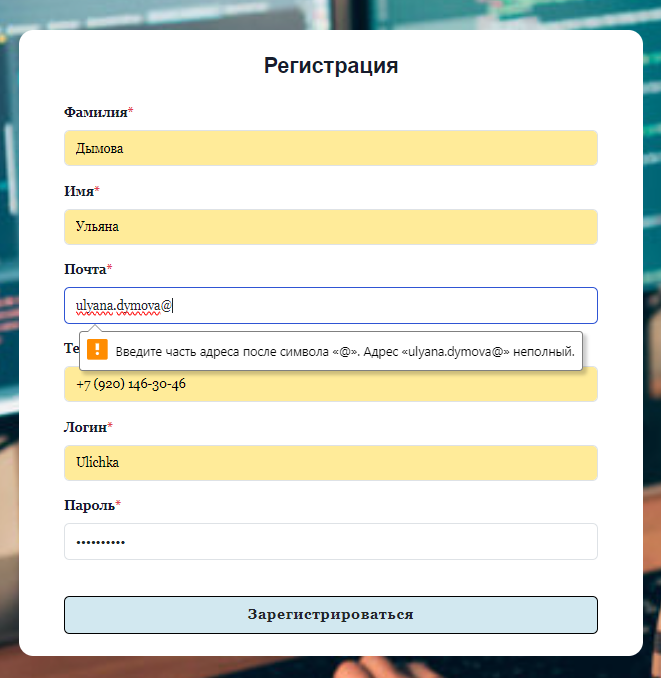 Регистрация
Фамилия*
Дымова
Имя*
Ульяна
Почта*
ulyana.dymova@
Введите часть адреса после символа «@». Адрес «ulyana.dymova@» неполный.
Те
+7 (920) 146-30-46
Логин*
Ulichka
Пароль*
••••••••••
Зарегистрироваться